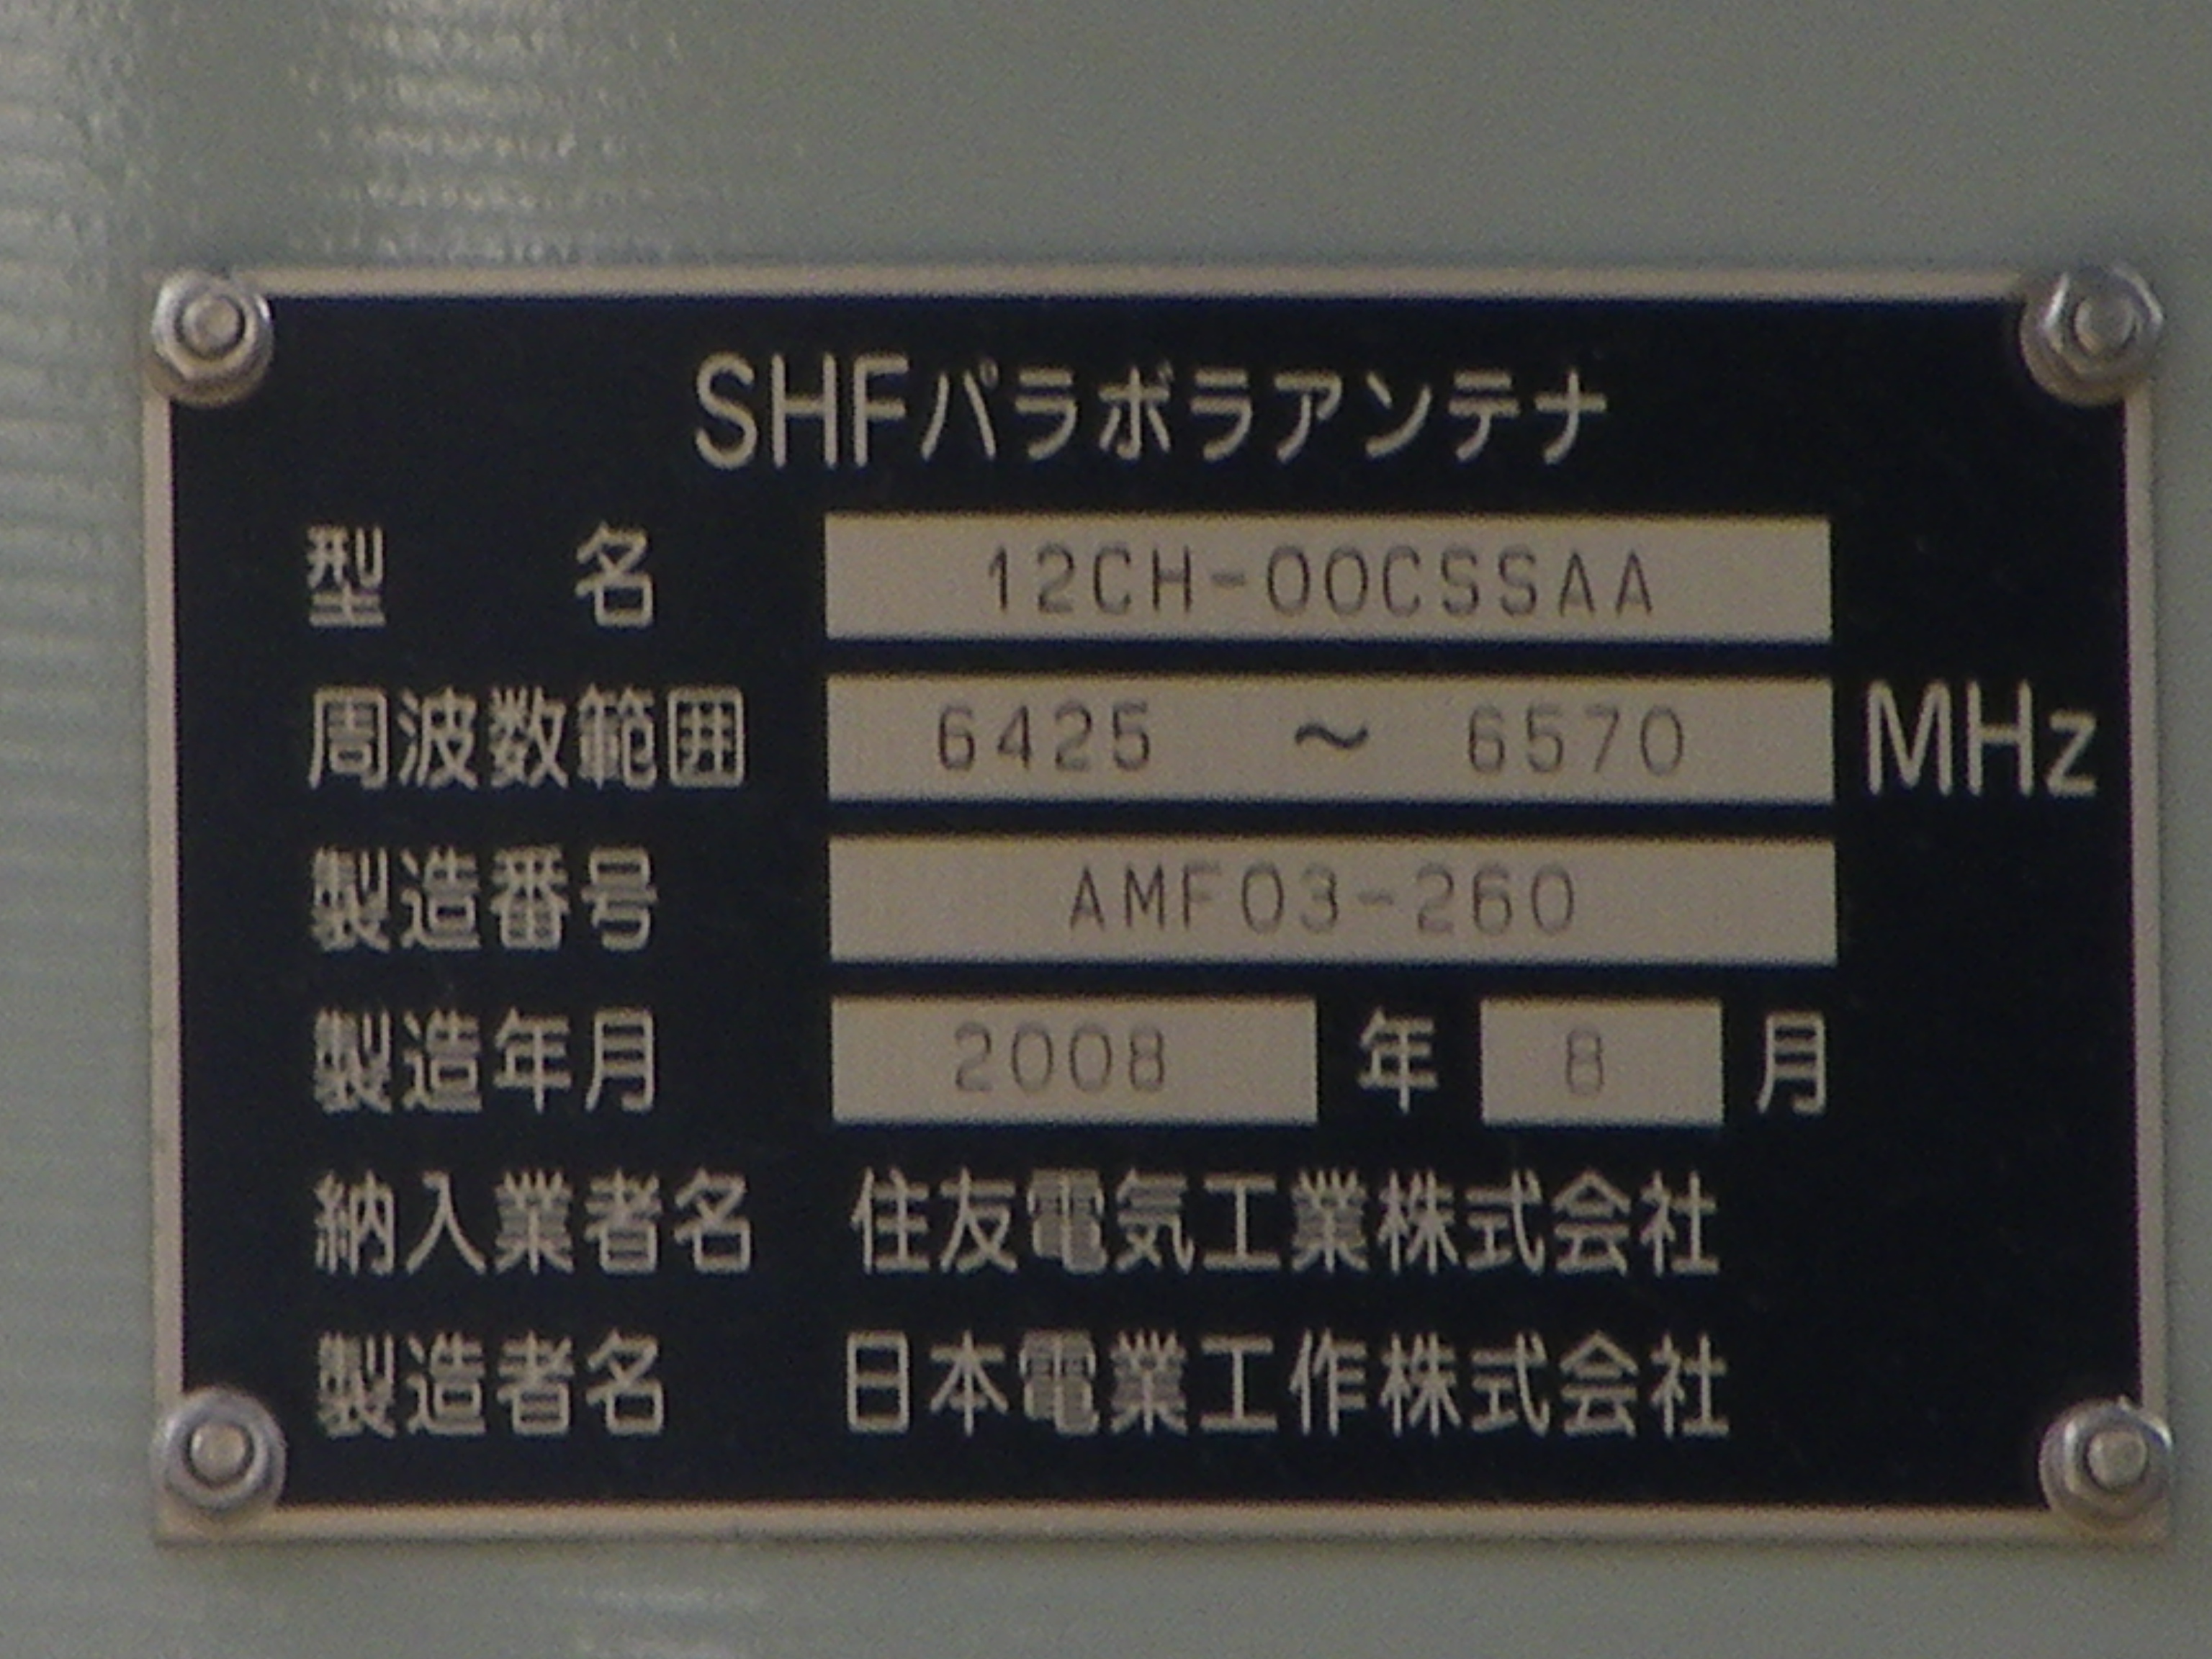 SHFパラボラアンテナ
型 名 12CH-00CSSAA
周波数範囲 6425 ～ 6570 MHz
製造番号 AMF03-260
製造年月 2008 年 8 月
納入業者名 住友電気工業株式会社
製造者名 日本電業工作株式会社